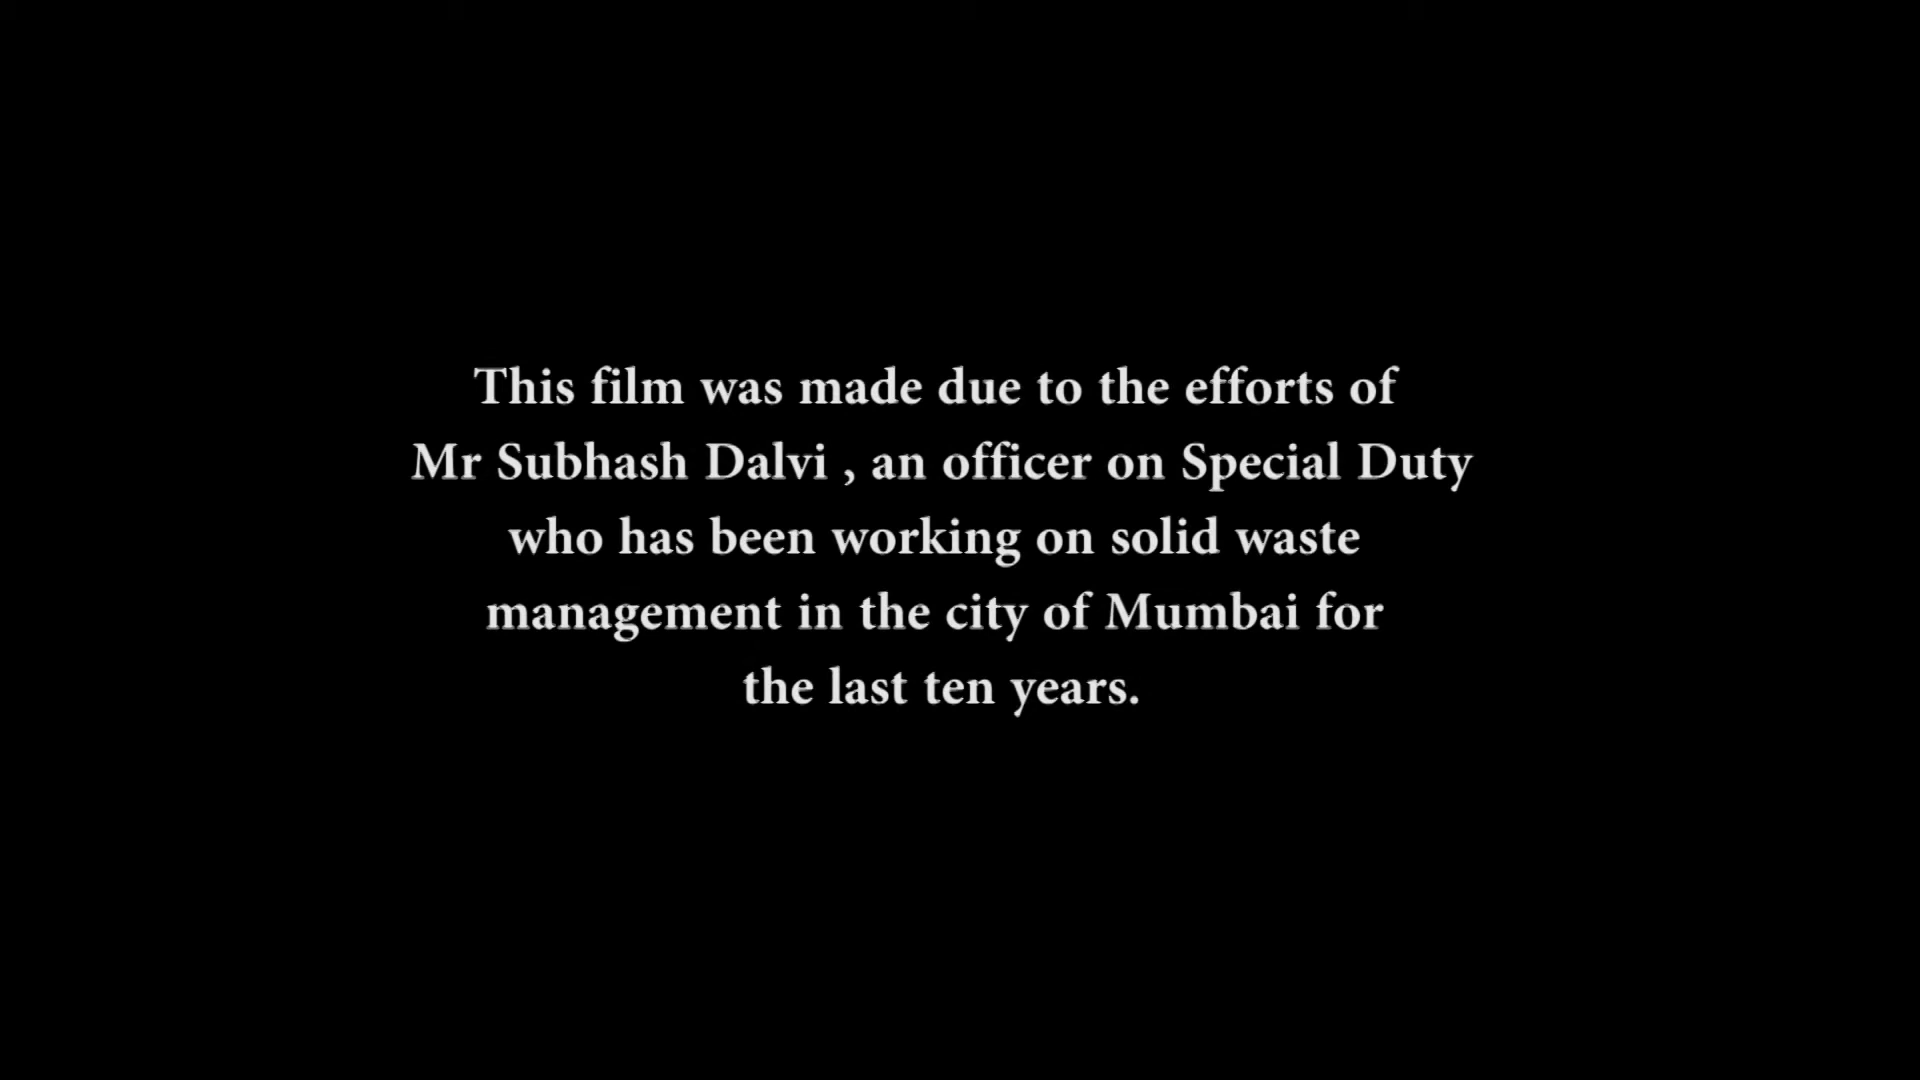 This film was made due to the efforts of
Mr Subhash Dalvi , an officer on Special Duty
who has been working on solid waste
management in the city of Mumbai for
the last ten years.